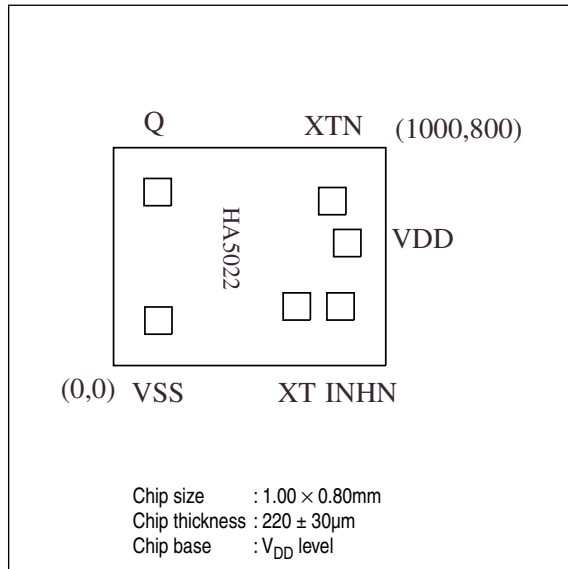 Q XTN (1000,800)
HA5022
VDD
(0,0) VSS XT INHN
Chip size : 1.00 × 0.80mm
Chip thickness : 220 ± 30µm
Chip base : VDD level